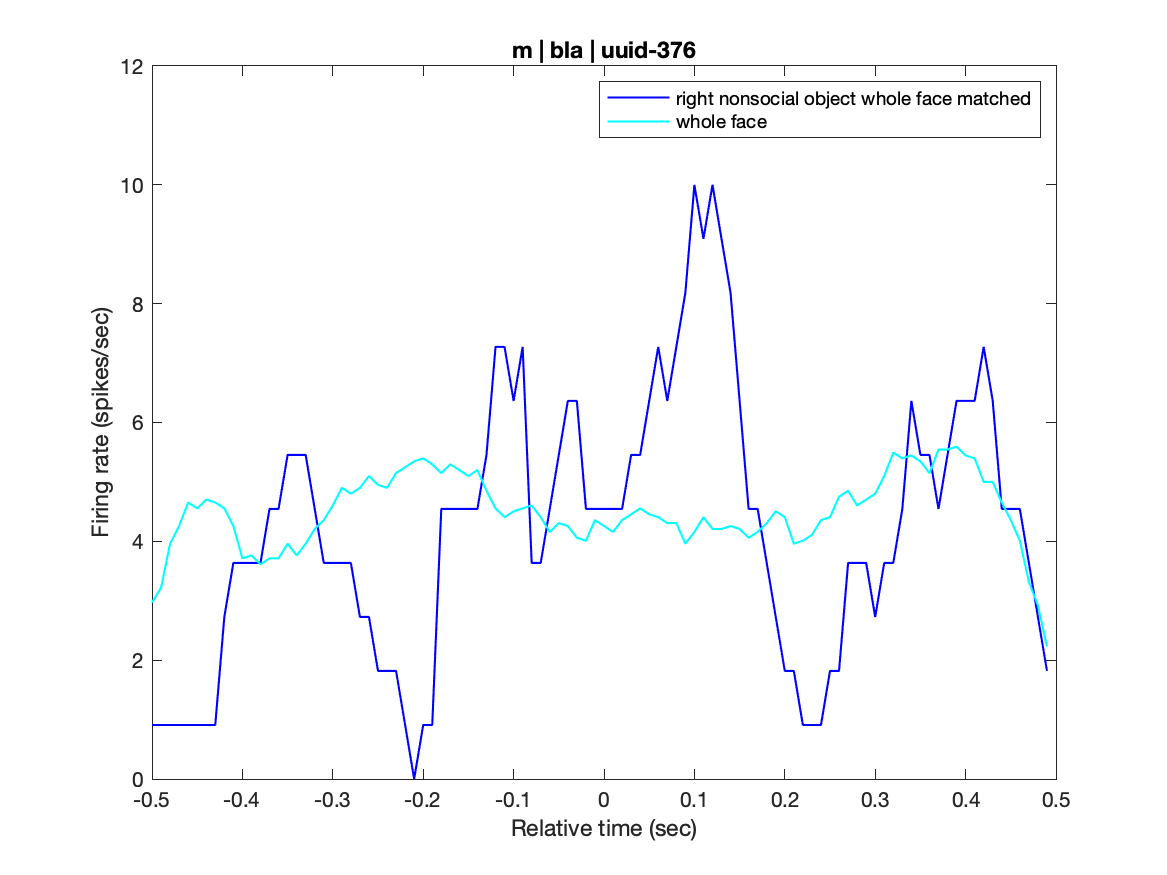 m | bla | uuid-376
right nonsocial object whole face matched
whole face
Firing rate (spikes/sec)
12
10
8
6
4
2
0
-0.5 -0.4 -0.3 -0.2 -0.1 0 0.1 0.2 0.3 0.4 0.5
Relative time (sec)